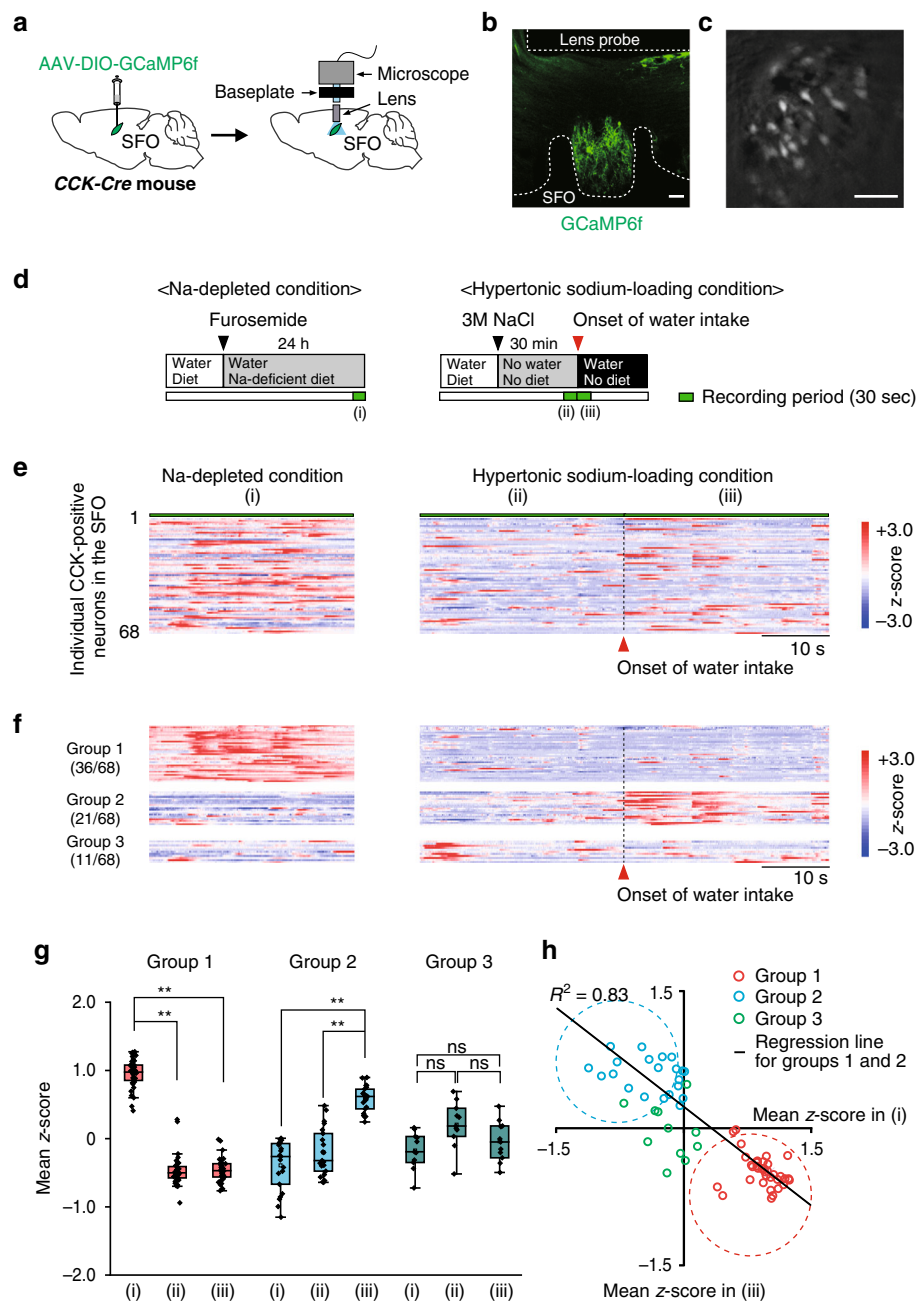 a
AAV-DIO-GCaMP6f
SFO
CCK-Cre mouse
Microscope
Baseplate
Lens
SFO
b
Lens probe
SFO
GCaMP6f
c
d
<Na-depleted condition>
Furosemide
24 h
Water
Diet
Water
Na-deficient diet
(i)
<Hypertonic sodium-loading condition>
3M NaCl
Onset of water intake
30 min
Water
Diet
No water
No diet
Water
No diet
(ii)
(iii)
Recording period (30 sec)
e
Na-depleted condition
(i)
Hypertonic sodium-loading condition
(ii)
(iii)
Individual CCK-positive
neurons in the SFO
1
68
+3.0
z-score
−3.0
10 s
Onset of water intake
f
Group 1
(36/68)
Group 2
(21/68)
Group 3
(11/68)
+3.0
z-score
−3.0
10 s
Onset of water intake
g
Group 1
Group 2
Group 3
Mean z-score
2.0
1.0
0
−1.0
−2.0
**
**
**
**
ns
ns
ns
(i)
(ii)
(iii)
(i)
(ii)
(iii)
(i)
(ii)
(iii)
h
R2 = 0.83
1.5
Group 1
Group 2
Group 3
Regression line
for groups 1 and 2
Mean z-score in (i)
−1.5
1.5
−1.5
Mean z-score in (iii)